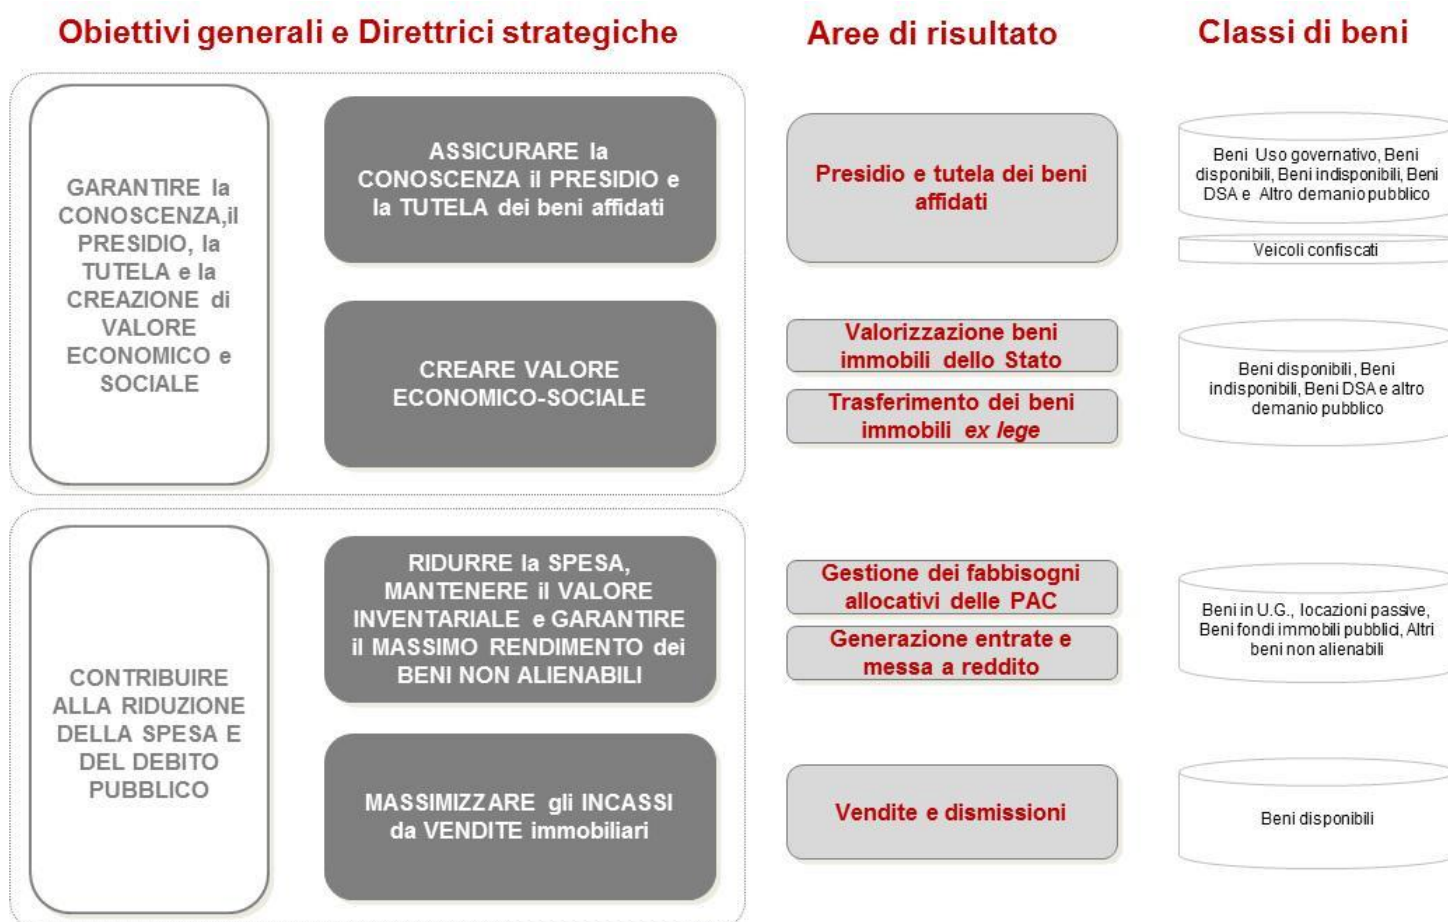 Obiettivi generali e Direttrici strategiche
Aree di risultato
Classi di beni
GARANTIRE la
CONOSCENZA,il
PRESIDIO, la
TUTELA e la
CREAZIONE di
VALORE
ECONOMICO e
SOCIALE
ASSICURARE la
CONOSCENZA il PRESIDIO e
la TUTELA dei beni affidati
Presidio e tutela dei beni
affidati
Beni Uso governativo, Beni
disponibili, Beni indisponibili, Beni
DSA e Altro demanio pubblico
Veicoli confiscati
CREARE VALORE
ECONOMICO-SOCIALE
Valorizzazione beni
immobili dello Stato
Trasferimento dei beni
immobili ex lege
Beni disponibili, Beni
indisponibili, Beni DSA e altro
demanio pubblico
CONTRIBUIRE
ALLA RIDUZIONE
DELLA SPESA E
DEL DEBITO
PUBBLICO
RIDURRE la SPESA,
MANTENERE il VALORE
INVENTARIALE e GARANTIRE
il MASSIMO RENDIMENTO dei
BENI NON ALIENABILI
Gestione dei fabbisogni
allocativi delle PAC
Generazione entrate e
messa a reddito
Beni in U.G., locazioni passive,
Beni fondi immobili pubblici, Altri
beni non alienabili
MASSIMIZZARE gli INCASSI
da VENDITE immobiliari
Vendite e dismissioni
Beni disponibili